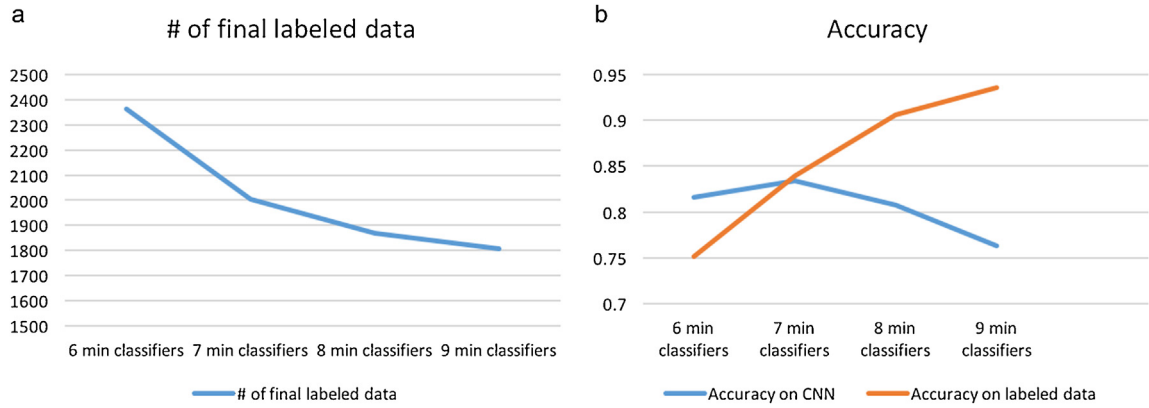 a
# of final labeled data
2500
2400
2300
2200
2100
2000
1900
1800
1700
1600
1500
6 min classifiers 7 min classifiers 8 min classifiers 9 min classifiers
# of final labeled data
b
Accuracy
0.95
0.9
0.85
0.8
0.75
0.7
6 min
classifiers
7 min
classifiers
8 min
classifiers
9 min
classifiers
Accuracy on CNN
Accuracy on labeled data